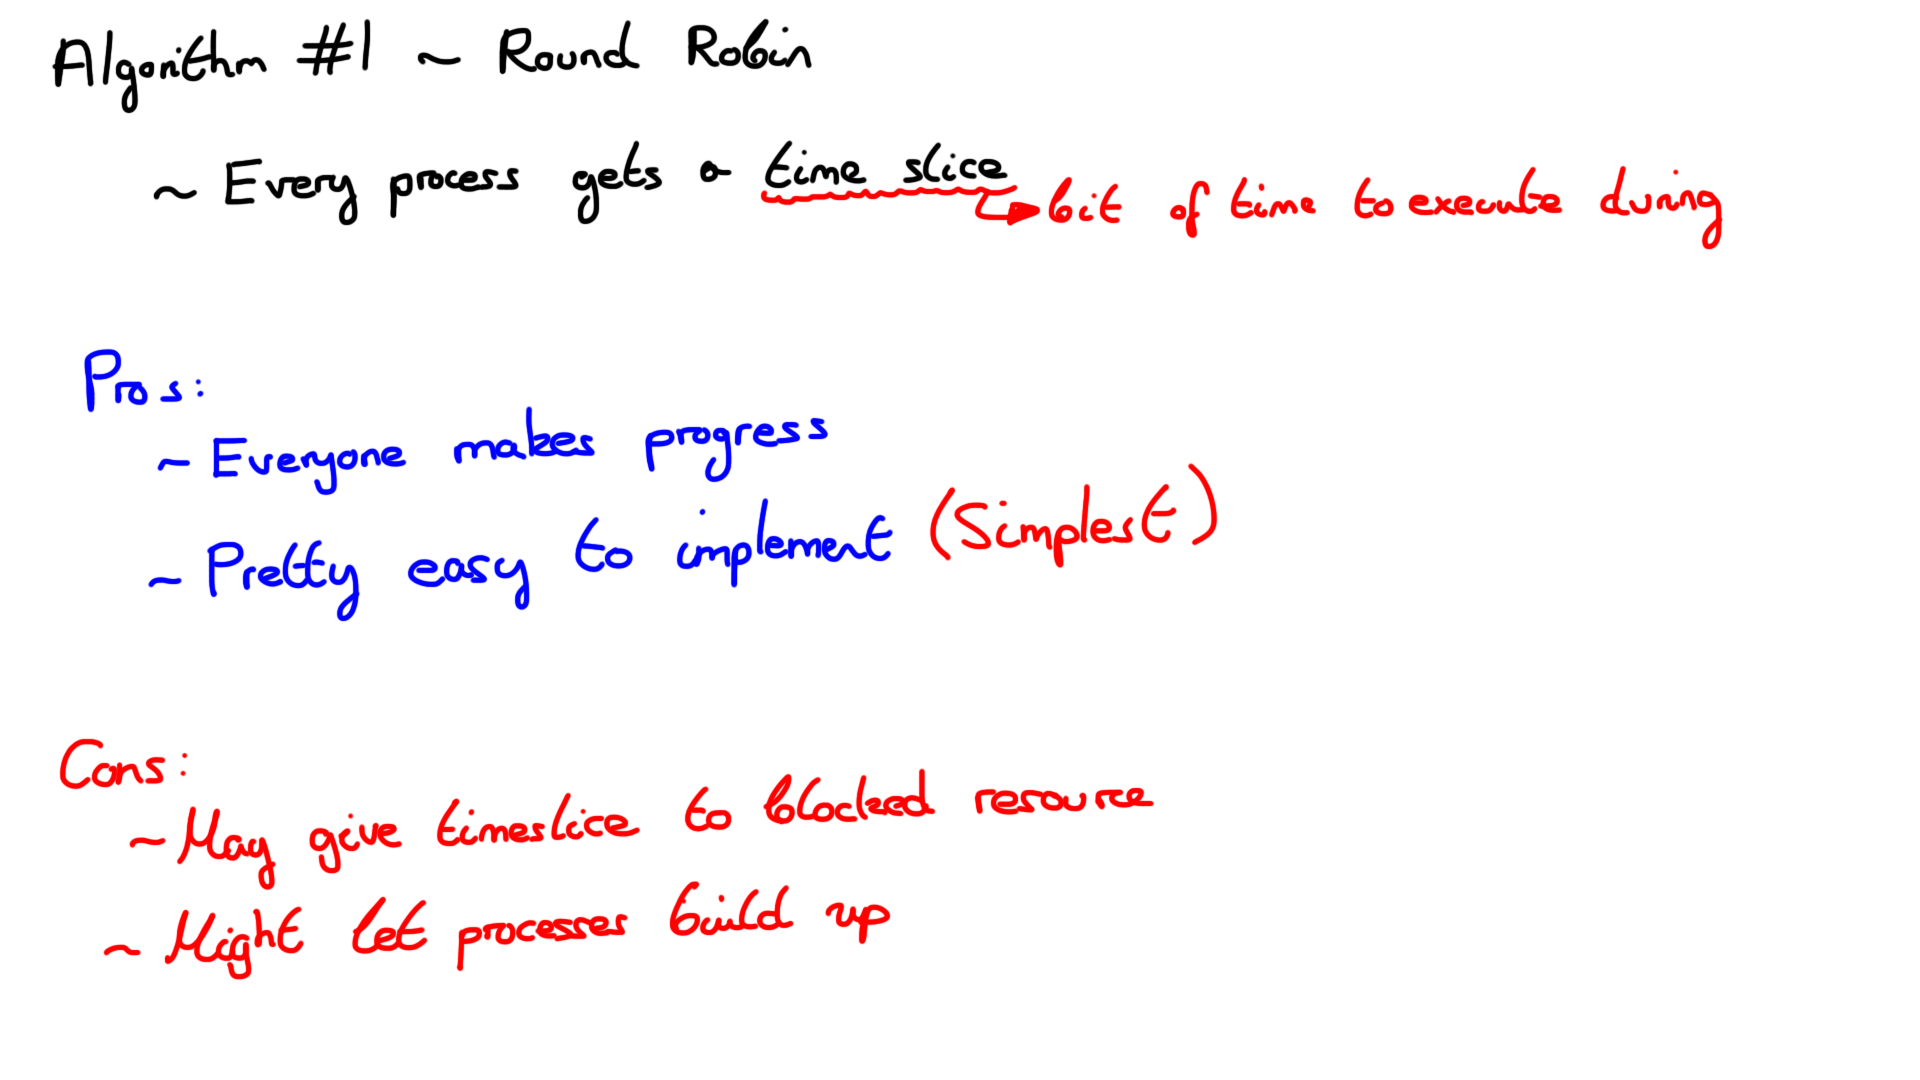 Algorithm #1 ~ Round Robin
~ Every process gets a time slice
bit of time to execute during
Pros:
~ Everyone makes progress
~ Pretty easy to implement (Simplest)
Cons:
~ May give timeslice to blocked resource
~ Might let processes build up